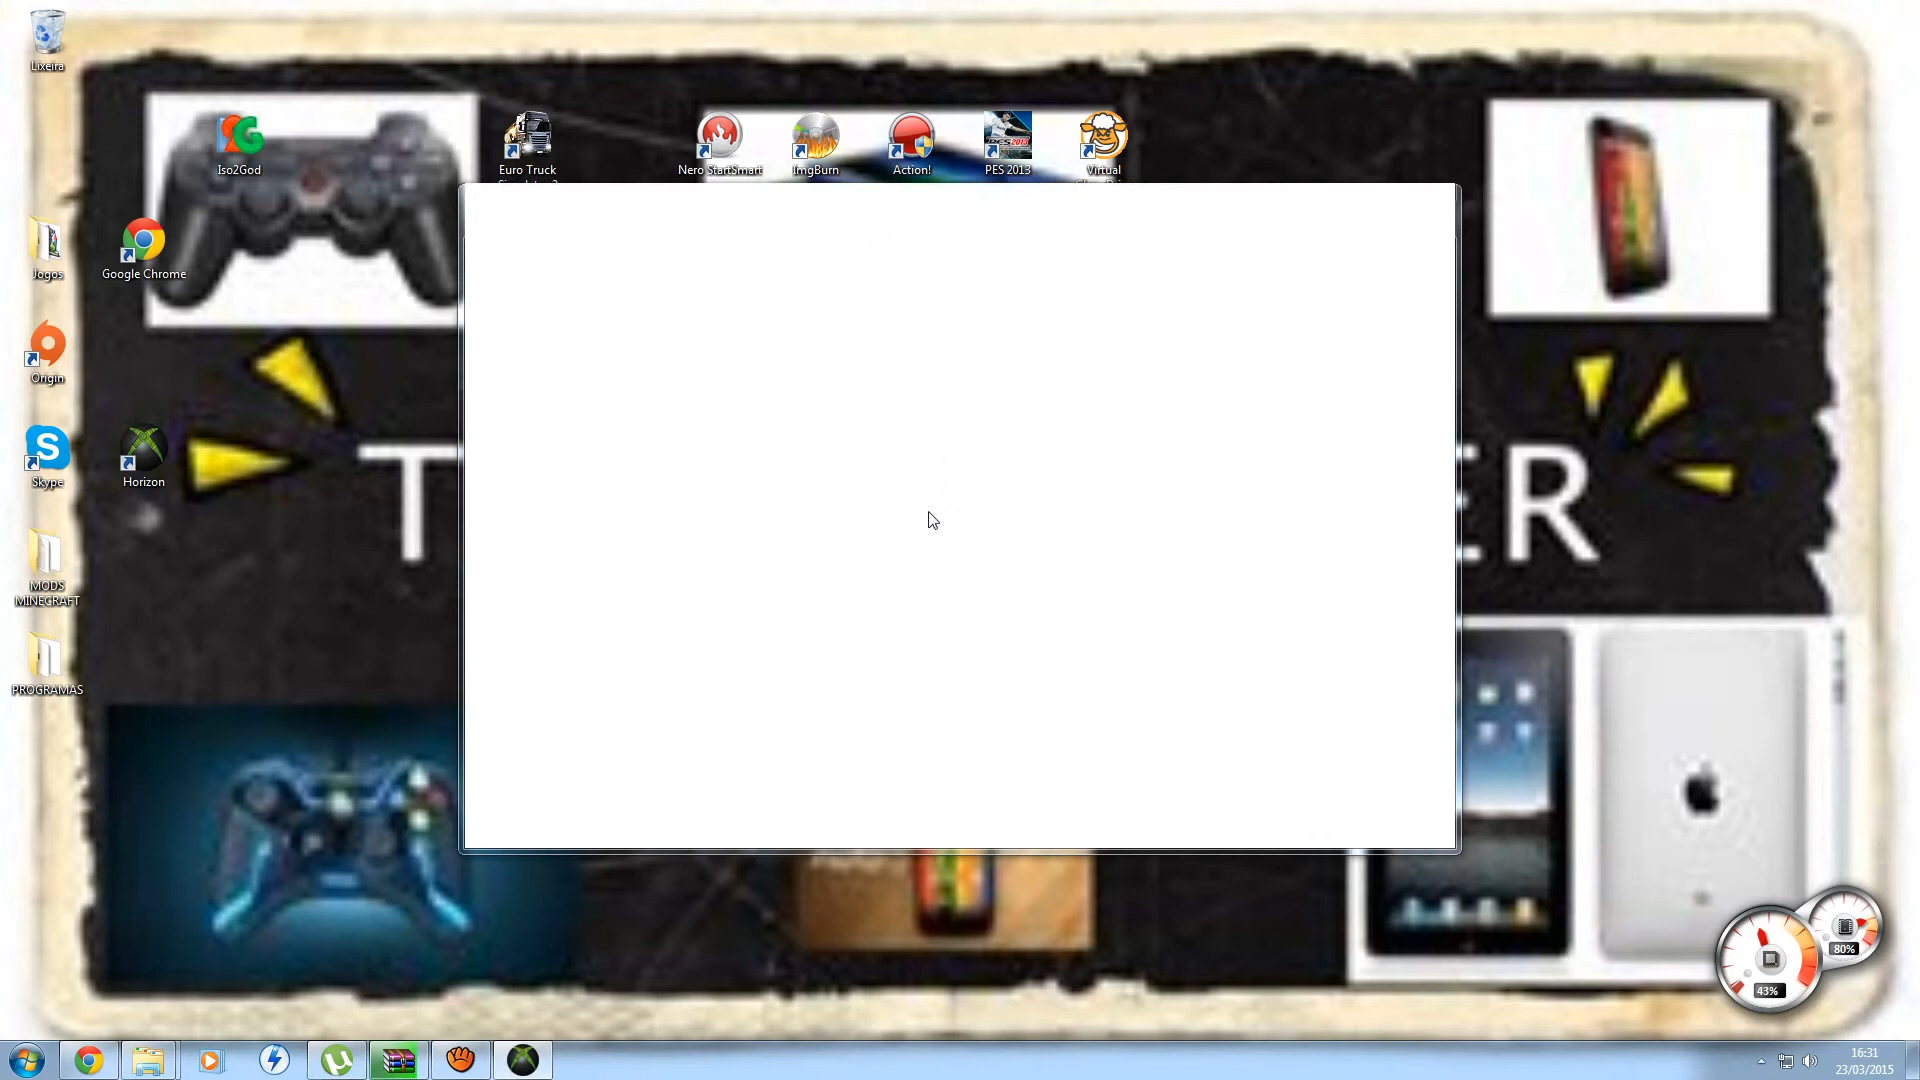 Lixeira
Iso2God
Euro Truck
Nero StartSmart
ImgBurn
Action!
PES 2013
Virtual
Jogos
Google Chrome
Origin
Skype
Horizon
MODS
MINECRAFT
PROGRAMAS
T
ER
80%
43%
16:31
23/03/2015